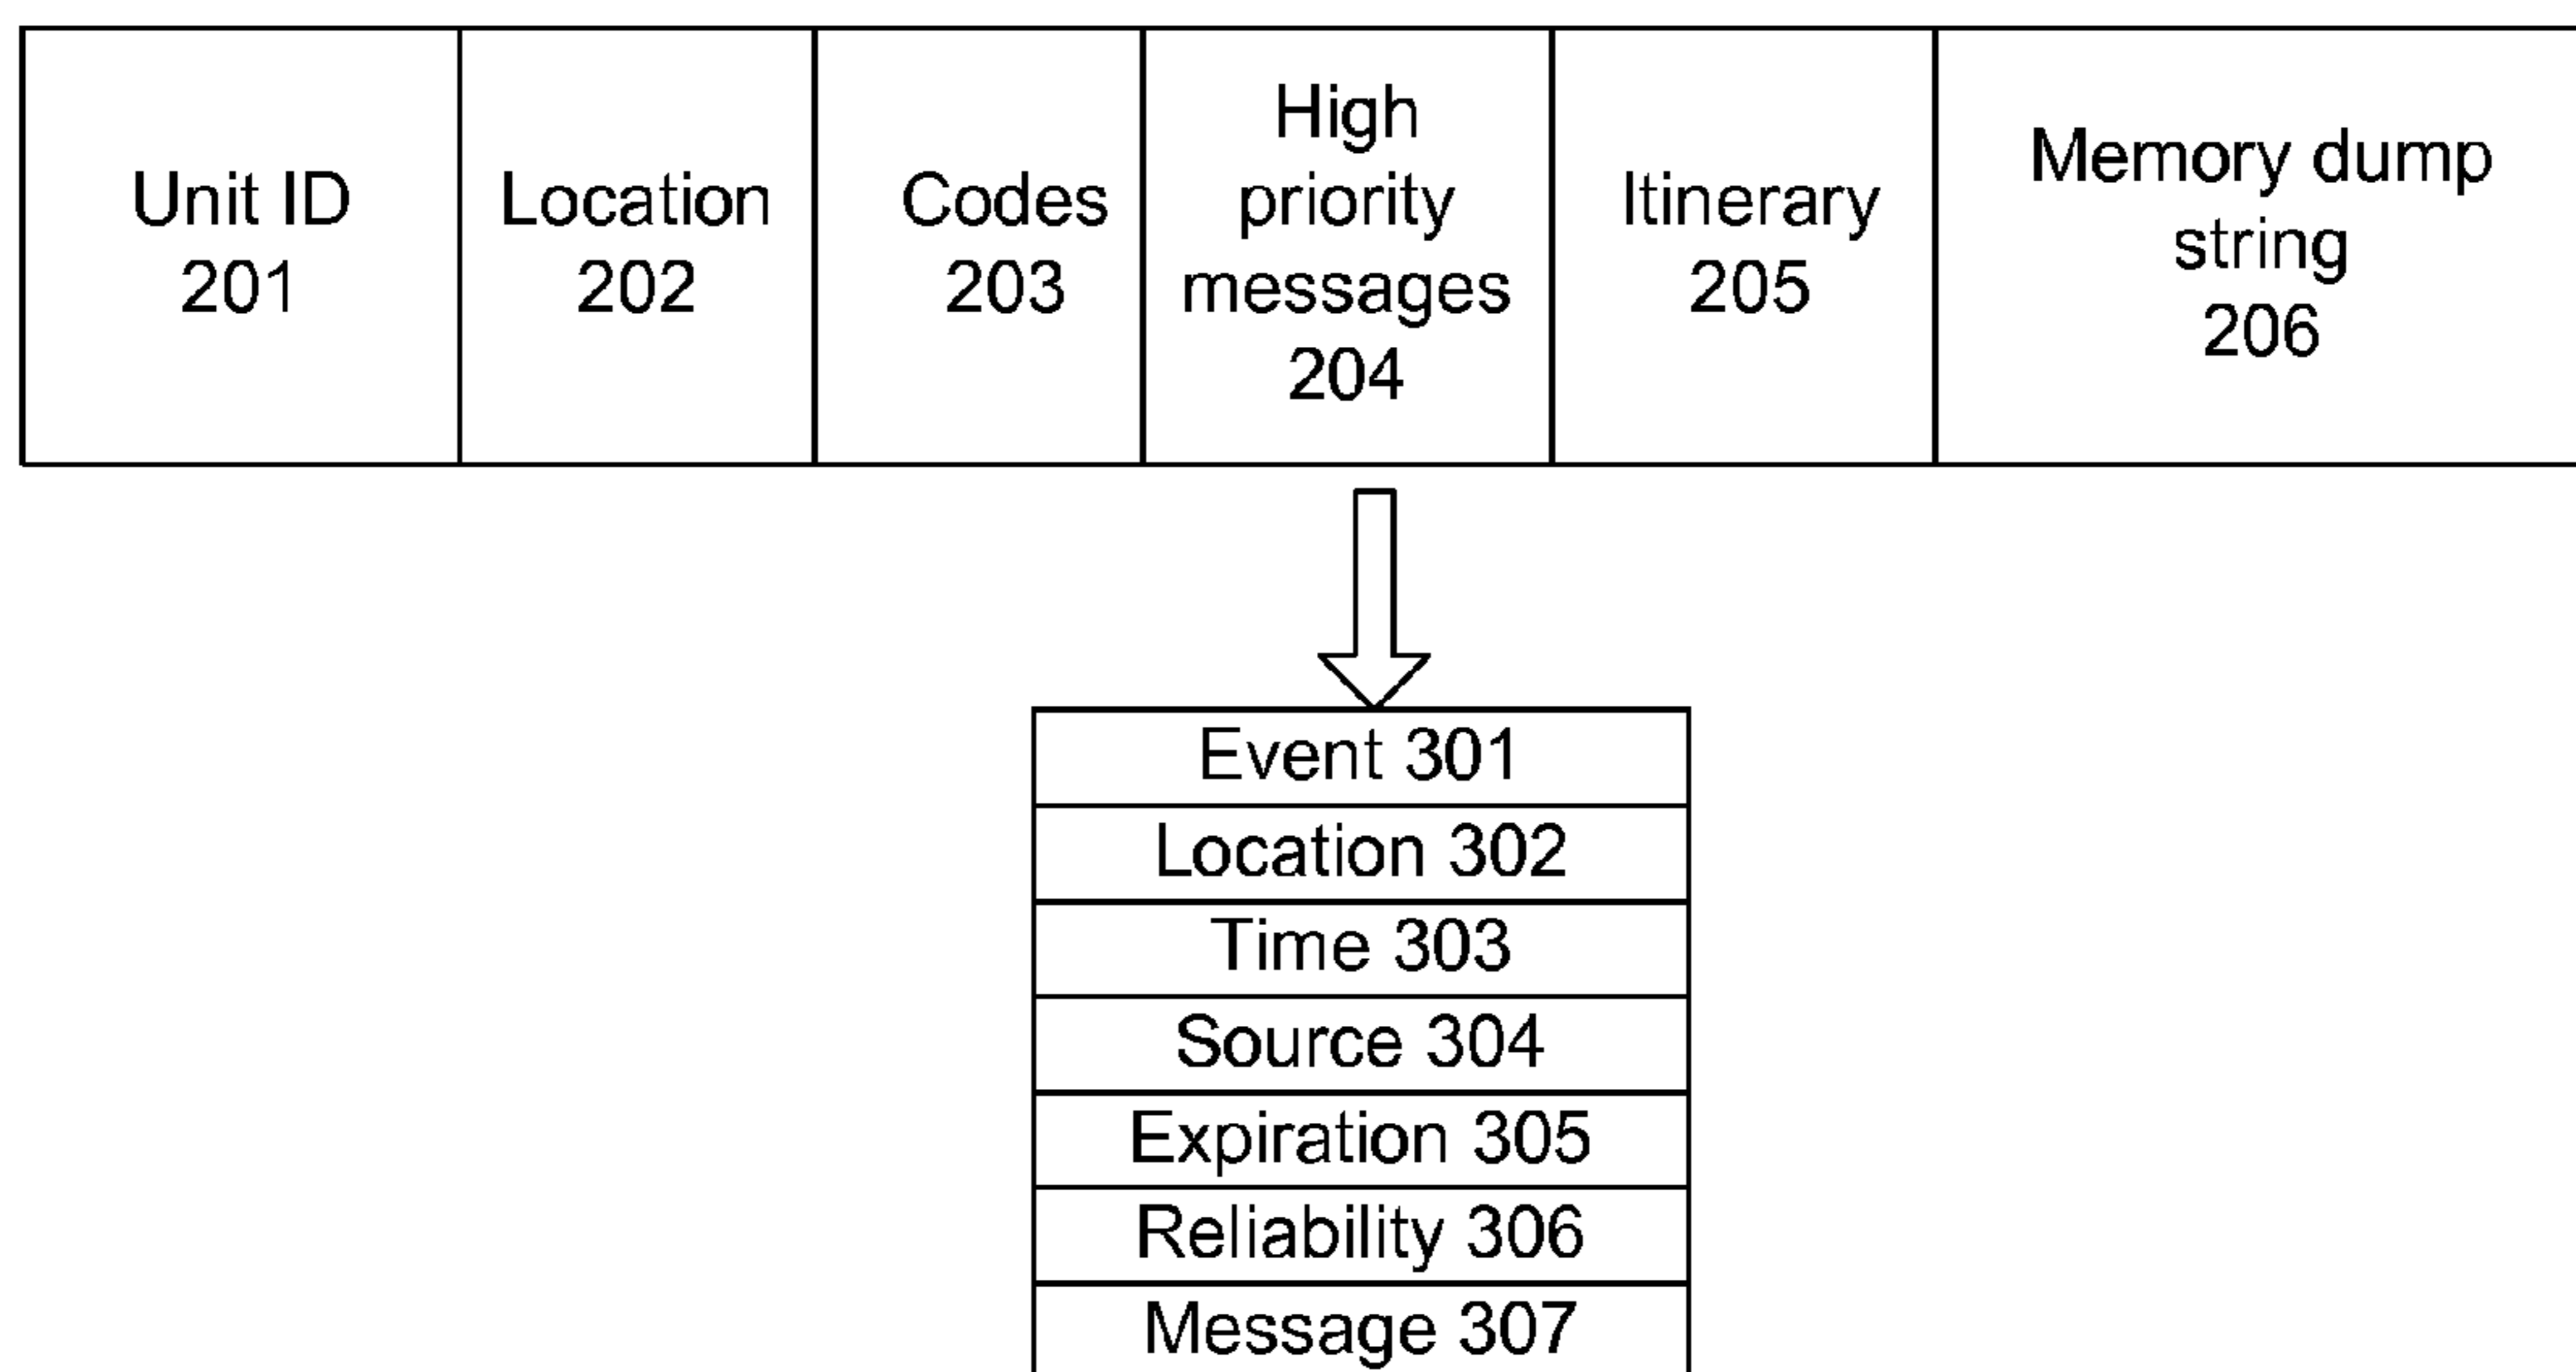 Unit ID
201
Location
202
Codes
203
High
priority
messages
204
Itinerary
205
Memory dump
string
206
Event 301
Location 302
Time 303
Source 304
Expiration 305
Reliability 306
Message 307